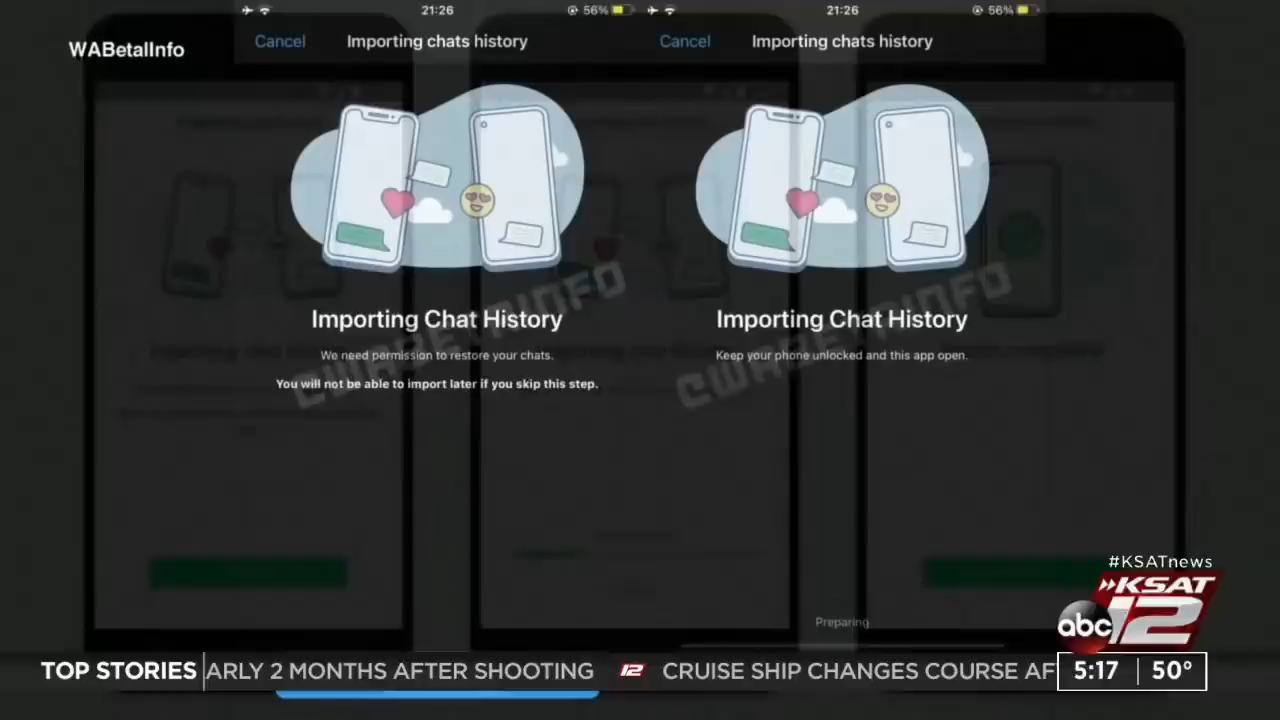 21:26
56%
21:26
56%
WABetaInfo
Cancel
Importing chats history
Cancel
Importing chats history
Importing Chat History
Importing Chat History
We need permission to restore your chats.
Keep your phone unlocked and this app open.
You will not be able to import later if you skip this step.
CWABETAINFO
CWABETAINFO
#KSATnews
KSAT
12
abc
Preparing
TOP STORIES
ARLY 2 MONTHS AFTER SHOOTING
12
CRUISE SHIP CHANGES COURSE AF
5:17
50°